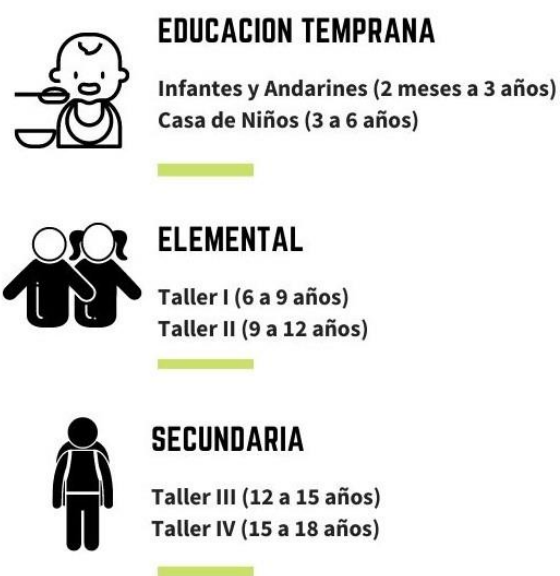 EDUCACION TEMPRANA
Infantes y Andarines (2 meses a 3 años)
Casa de Niños (3 a 6 años)
ELEMENTAL
Taller I (6 a 9 años)
Taller II (9 a 12 años)
SECUNDARIA
Taller III (12 a 15 años)
Taller IV (15 a 18 años)